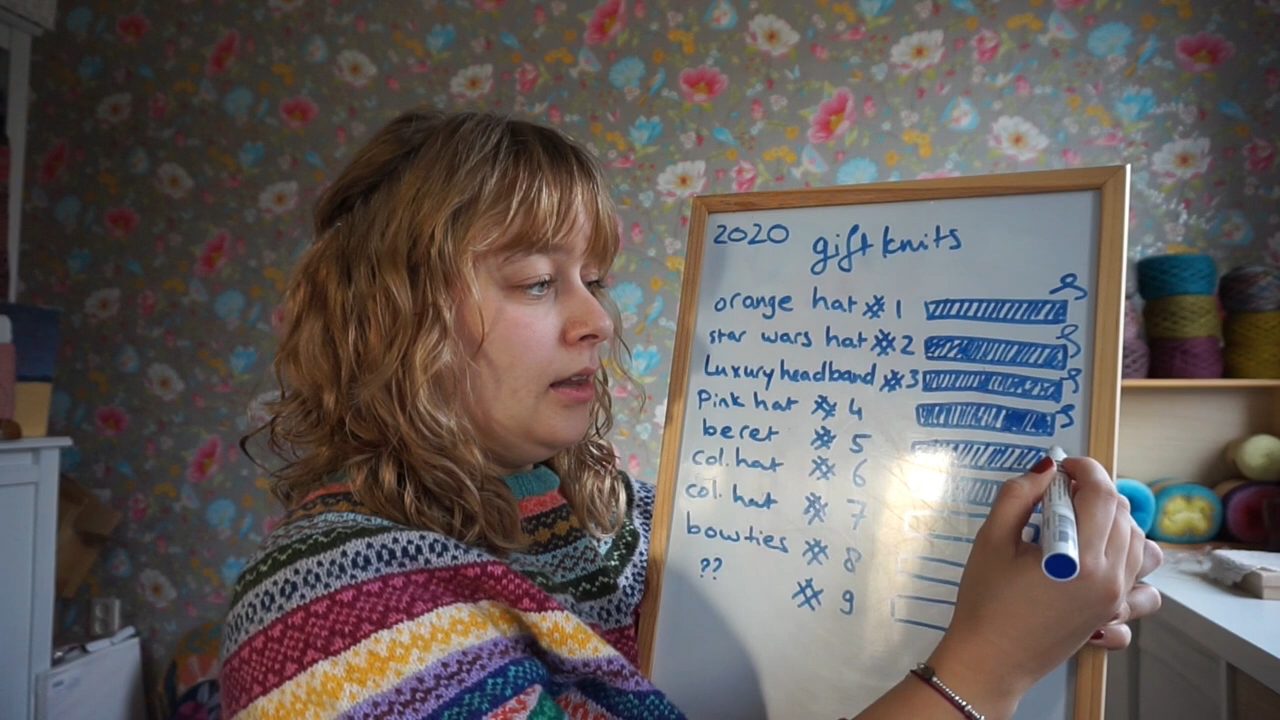 2020 gift knits
orange hat #1
star wars hat #2
Luxury headband #3
Pink hat #4
beret #5
col. hat #6
col. hat #7
bowties #8
?? #9